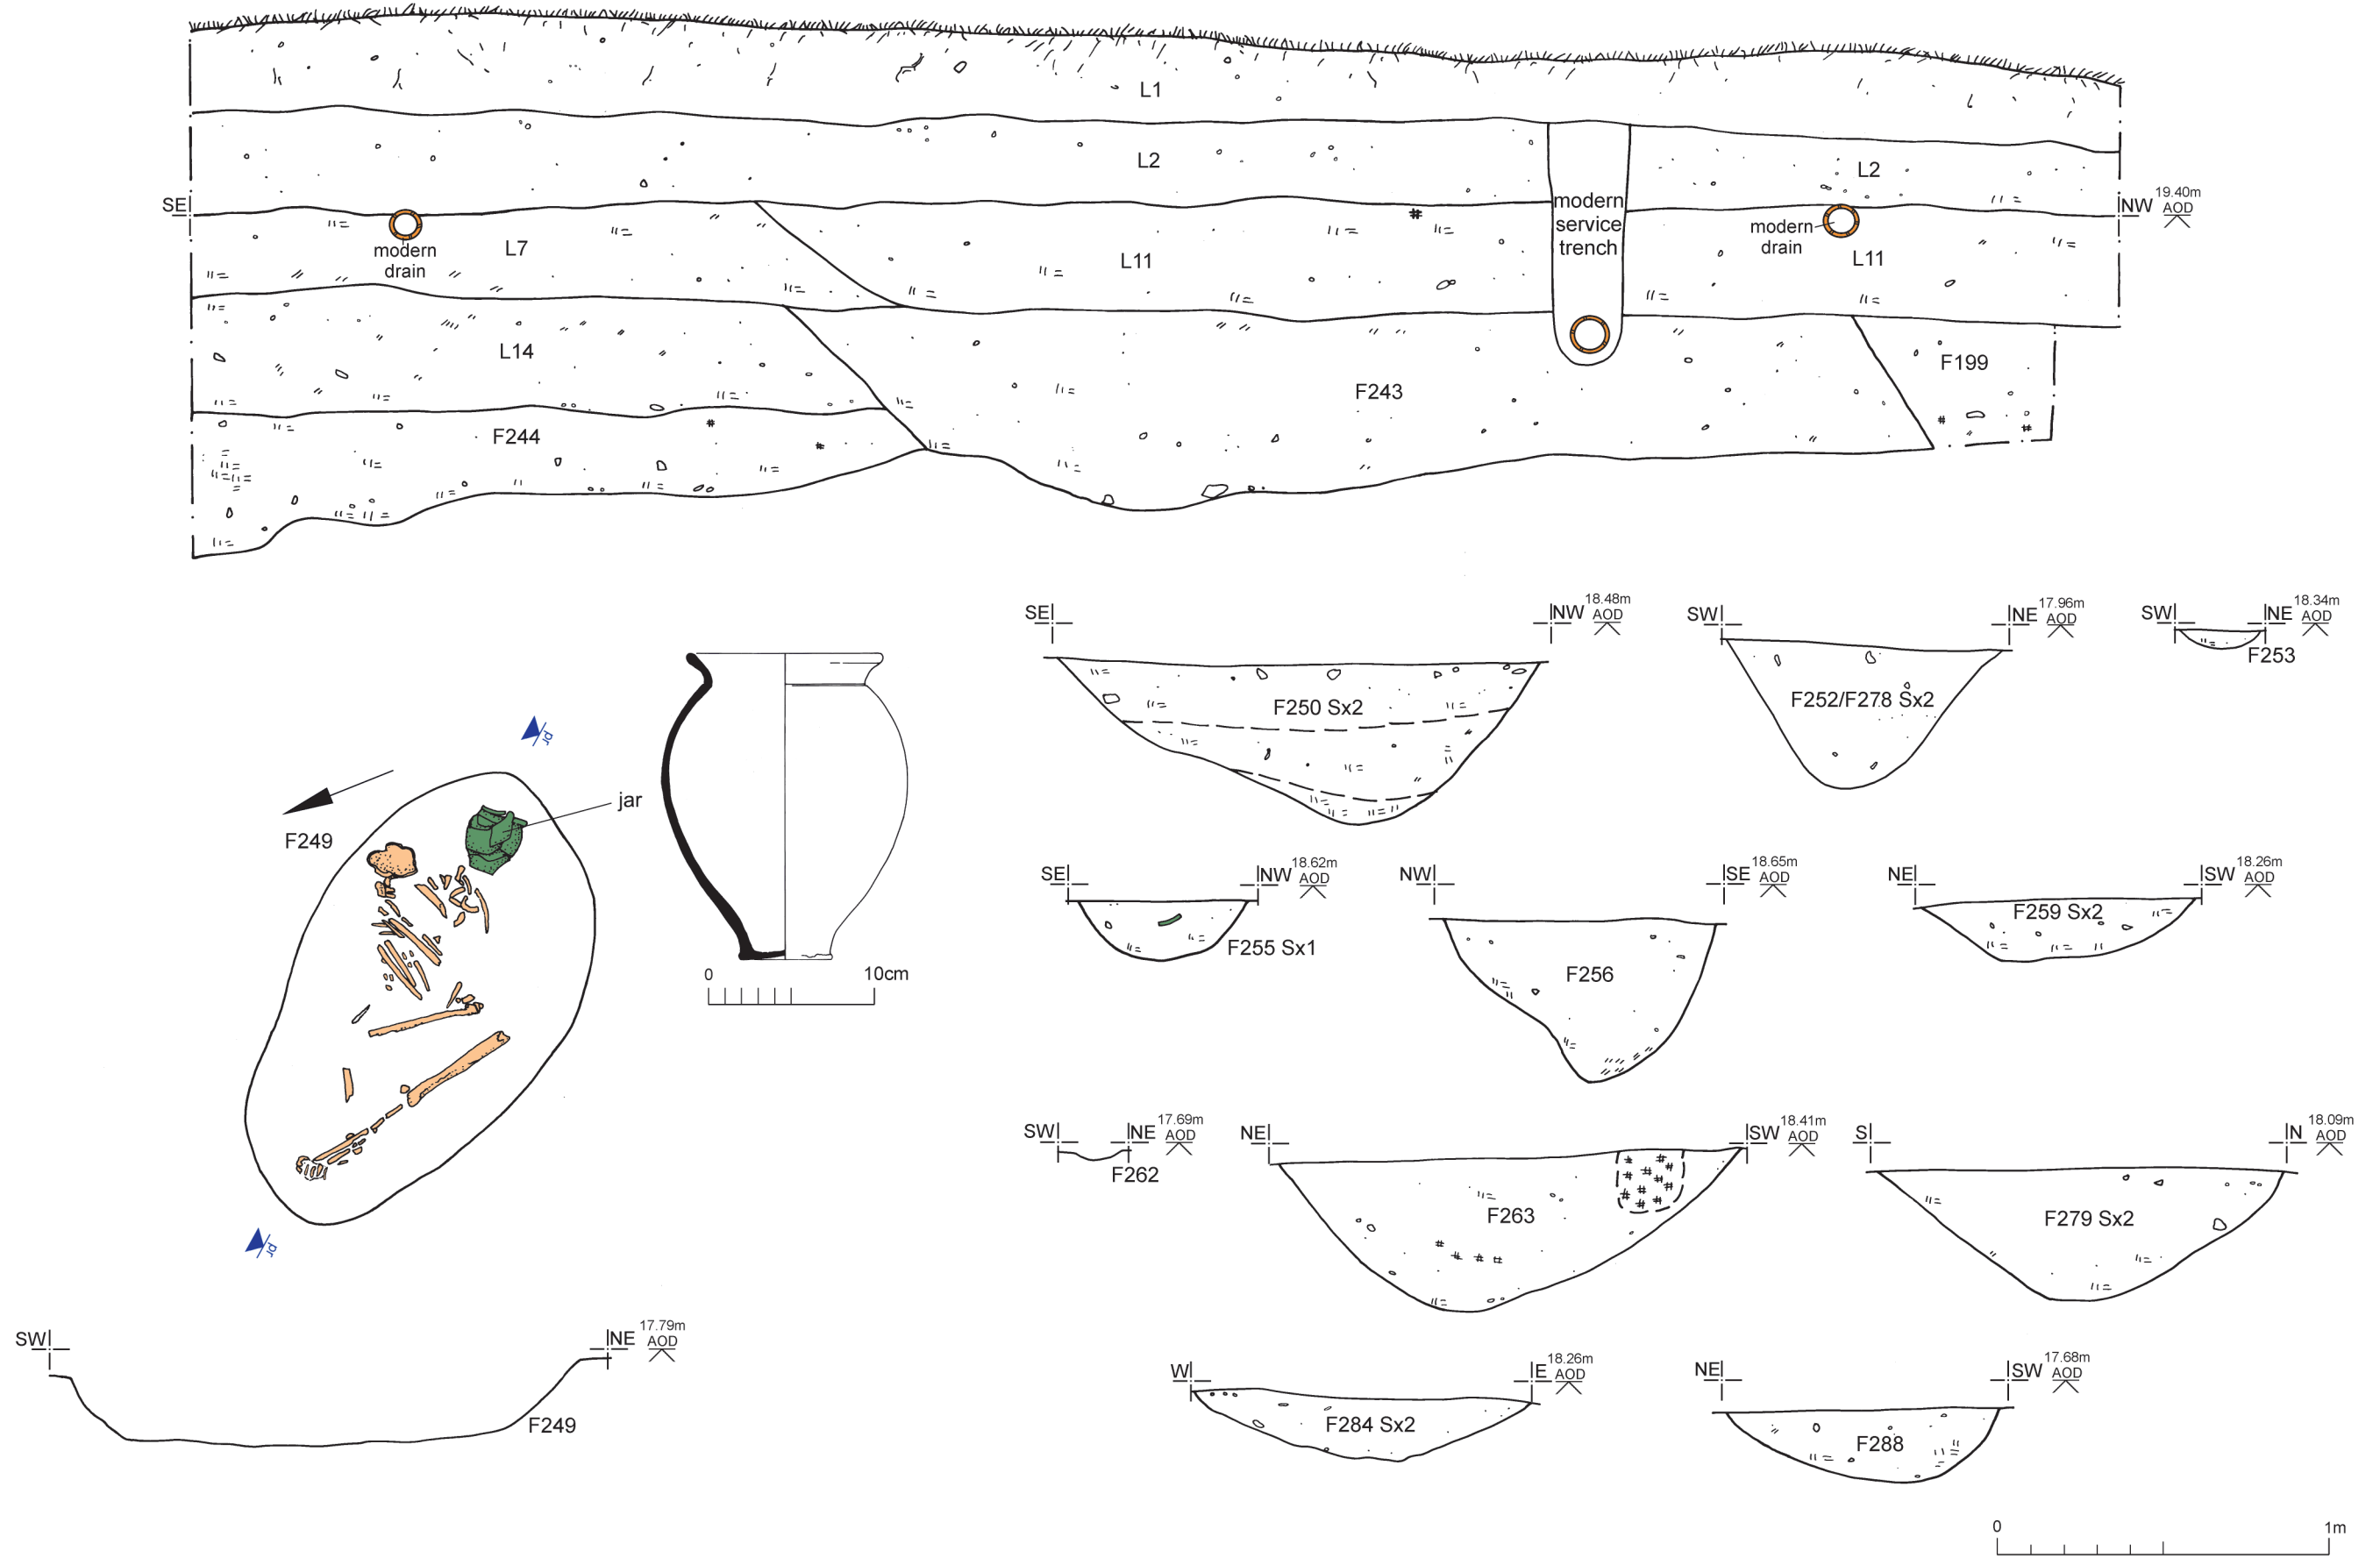 L1
L2
L2
SE
modern
service
trench
NW
19.40m
AOD
modern
drain
L7
L11
modern
drain
L11
L14
F243
F199
F244
SE
NW
18.48m
AOD
F250 Sx2
SW
NE
17.96m
AOD
F252/F278 Sx2
SW
NE
18.34m
AOD
F253
jar
F249
0
10cm
SE
NW
18.62m
AOD
F255 Sx1
NW
SE
18.65m
AOD
F256
NE
SW
18.26m
AOD
F259 Sx2
SW
NE
17.69m
AOD
F262
NE
SW
18.41m
AOD
F263
S
N
18.09m
AOD
F279 Sx2
pr
pr
SW
NE
17.79m
AOD
F249
W
E
18.26m
AOD
F284 Sx2
NE
SW
17.68m
AOD
F288
0
1m